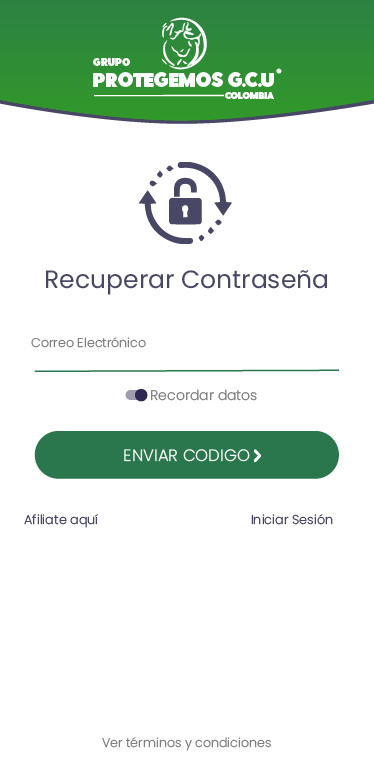 GRUPO
PROTEGEMOS G.C.U
COLOMBIA
Recuperar Contraseña
Correo Electrónico
Recordar datos
ENVIAR CODIGO
Afiliate aquí
Iniciar Sesión
Ver términos y condiciones